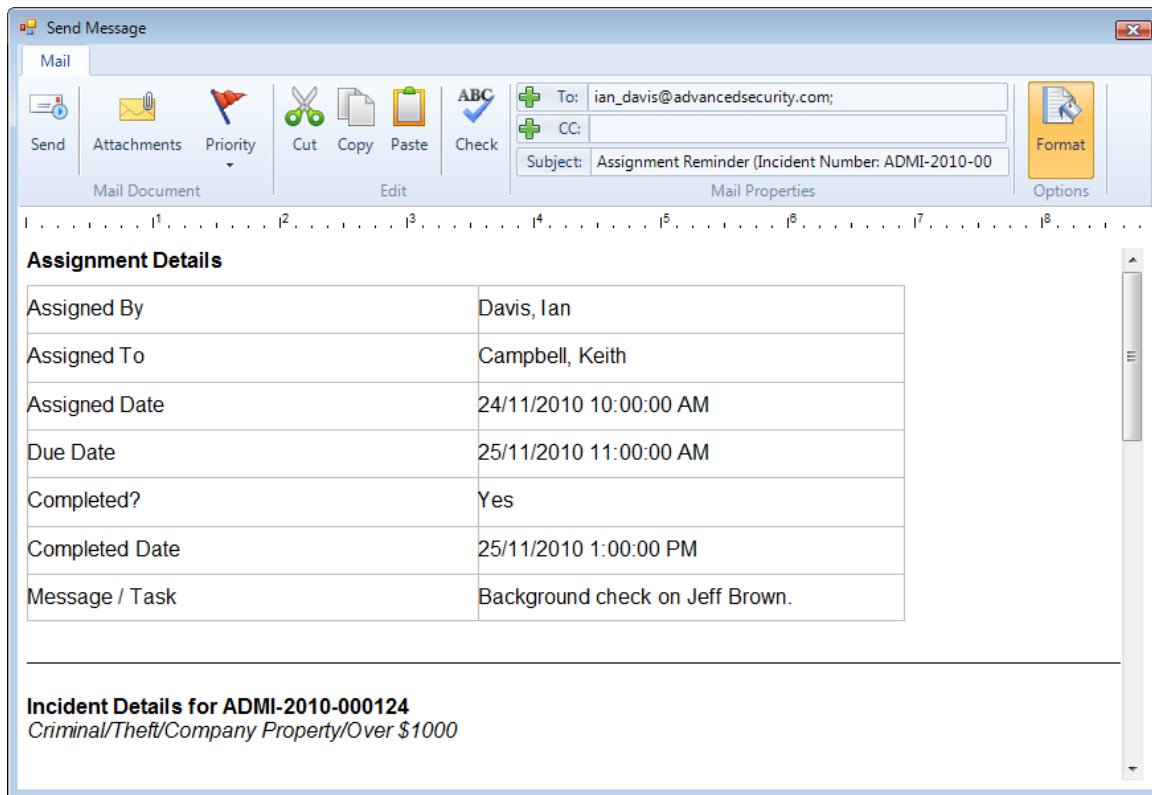 Send Message
Mail
Send
Attachments
Priority
Cut
Copy
Paste
ABC
Check
To: ian_davis@advancedsecurity.com;
CC:
Subject: Assignment Reminder (Incident Number: ADMI-2010-00
Format
Mail Document
Edit
Mail Properties
Options
1 2 3 4 5 6 7 8
Assignment Details
Assigned By Davis, Ian
Assigned To Campbell, Keith
Assigned Date 24/11/2010 10:00:00 AM
Due Date 25/11/2010 11:00:00 AM
Completed? Yes
Completed Date 25/11/2010 1:00:00 PM
Message / Task Background check on Jeff Brown.
Incident Details for ADMI-2010-000124
Criminal/Theft/Company Property/Over $1000